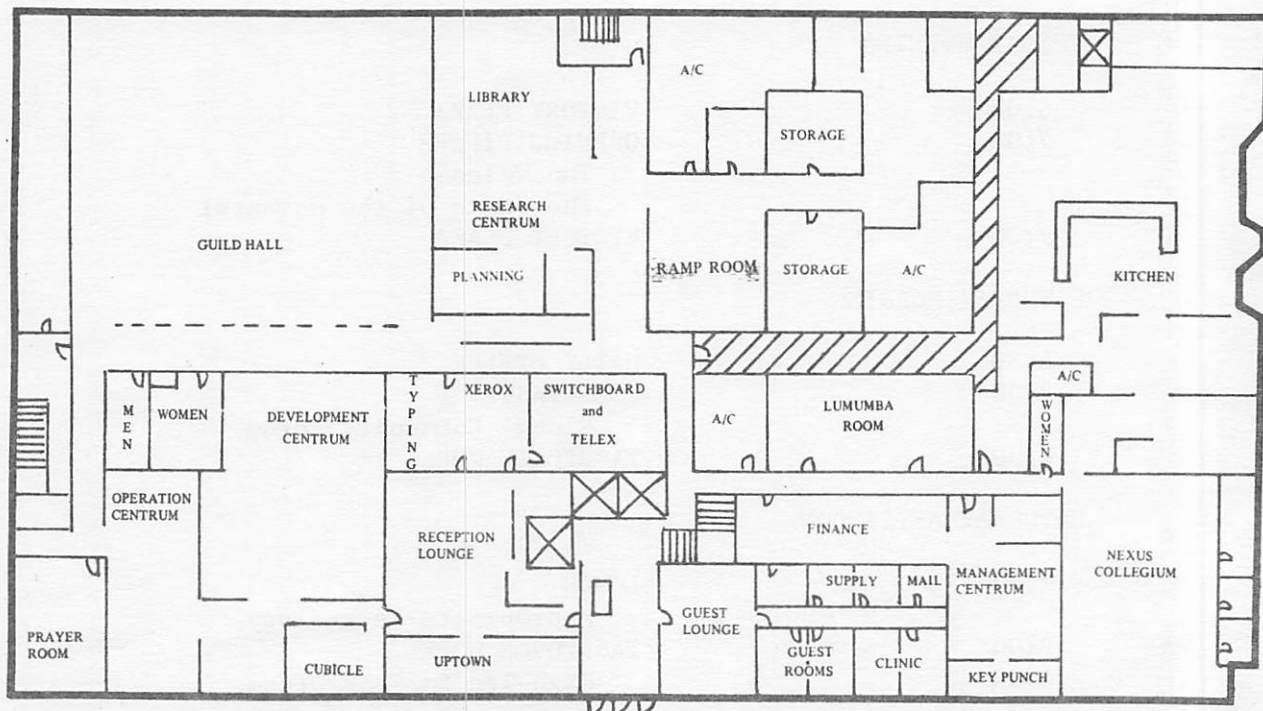 A/C
LIBRARY
STORAGE
RESEARCH
CENTRUM
GUILD HALL
PLANNING
RAMP ROOM
STORAGE
A/C
KITCHEN
A/C
MEN
WOMEN
DEVELOPMENT
CENTRUM
TYPING
XEROX
SWITCHBOARD
and
TELEX
A/C
LUMUMBA
ROOM
WOMEN
OPERATION
CENTRUM
RECEPTION
LOUNGE
FINANCE
NEXUS
COLLEGIUM
SUPPLY
MAIL
MANAGEMENT
CENTRUM
GUEST
LOUNGE
PRAYER
ROOM
CUBICLE
UPTOWN
GUEST
ROOMS
CLINIC
KEY PUNCH